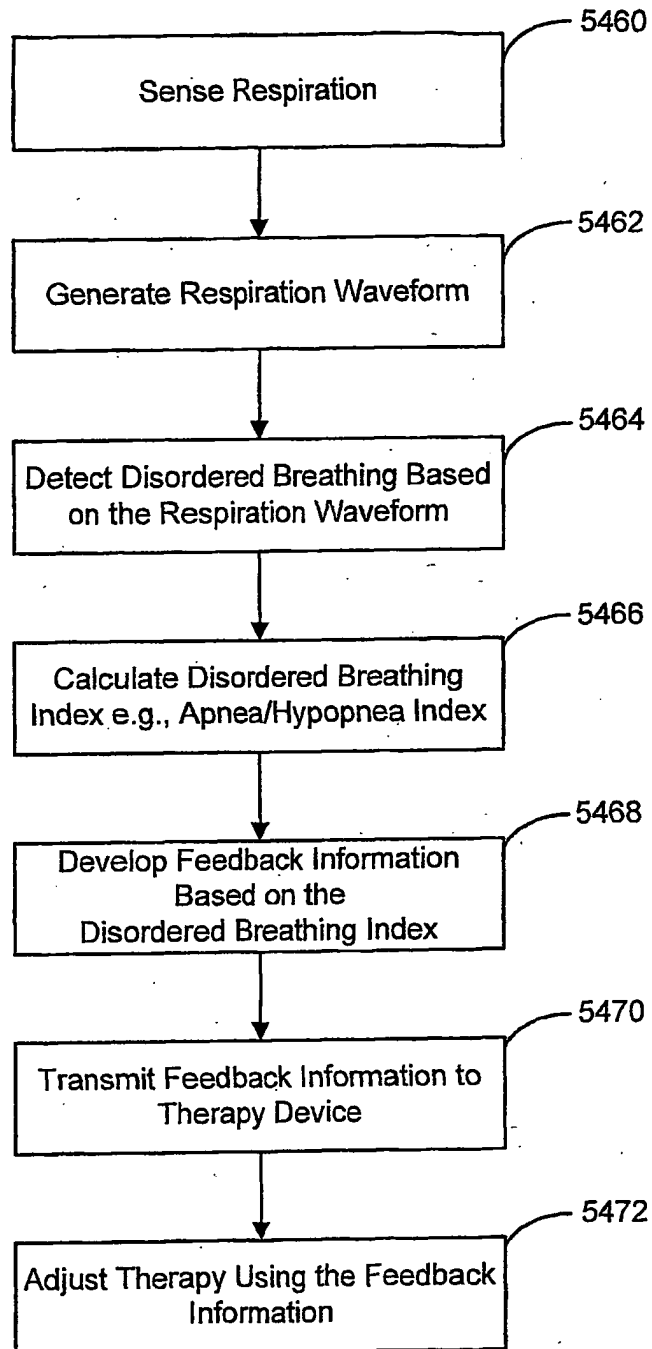 5460
Sense Respiration
5462
Generate Respiration Waveform
5464
Detect Disordered Breathing Based
on the Respiration Waveform
5466
Calculate Disordered Breathing
Index e.g., Apnea/Hypopnea Index
5468
Develop Feedback Information
Based on the
Disordered Breathing Index
5470
Transmit Feedback Information to
Therapy Device
5472
Adjust Therapy Using the Feedback
Information